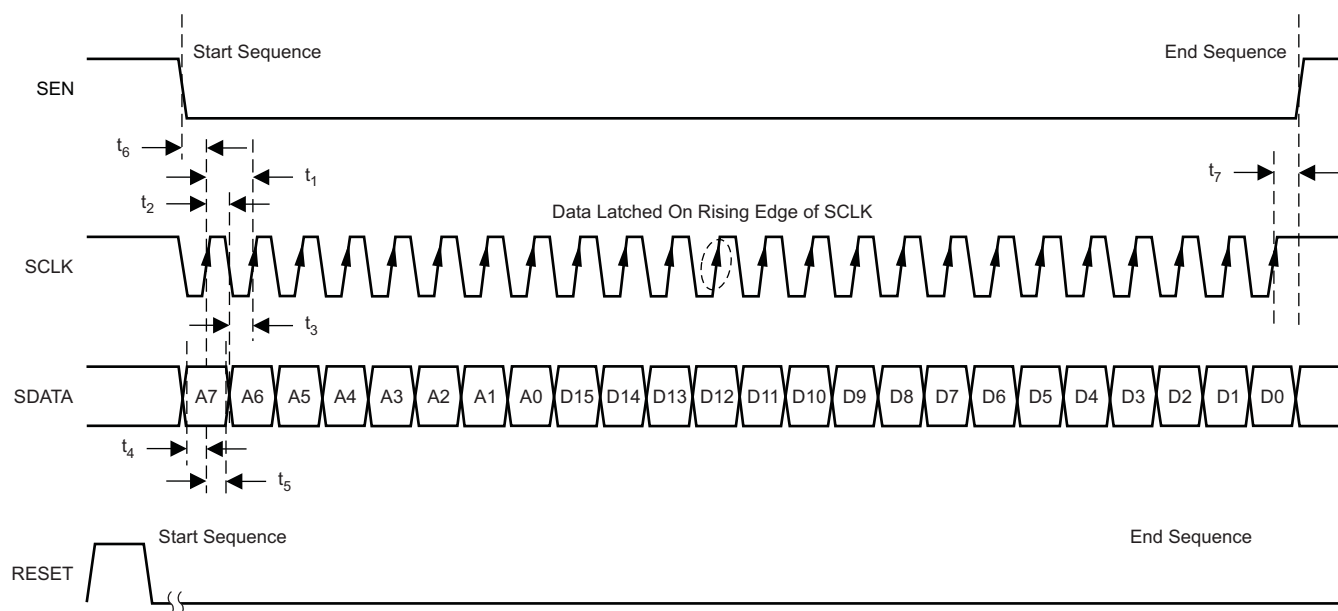 Start Sequence
End Sequence
SEN
t6
t1
t7
t2
Data Latched On Rising Edge of SCLK
SCLK
t3
SDATA
A7 A6 A5 A4 A3 A2 A1 A0 D15 D14 D13 D12 D11 D10 D9 D8 D7 D6 D5 D4 D3 D2 D1 D0
t4
t5
Start Sequence
End Sequence
RESET